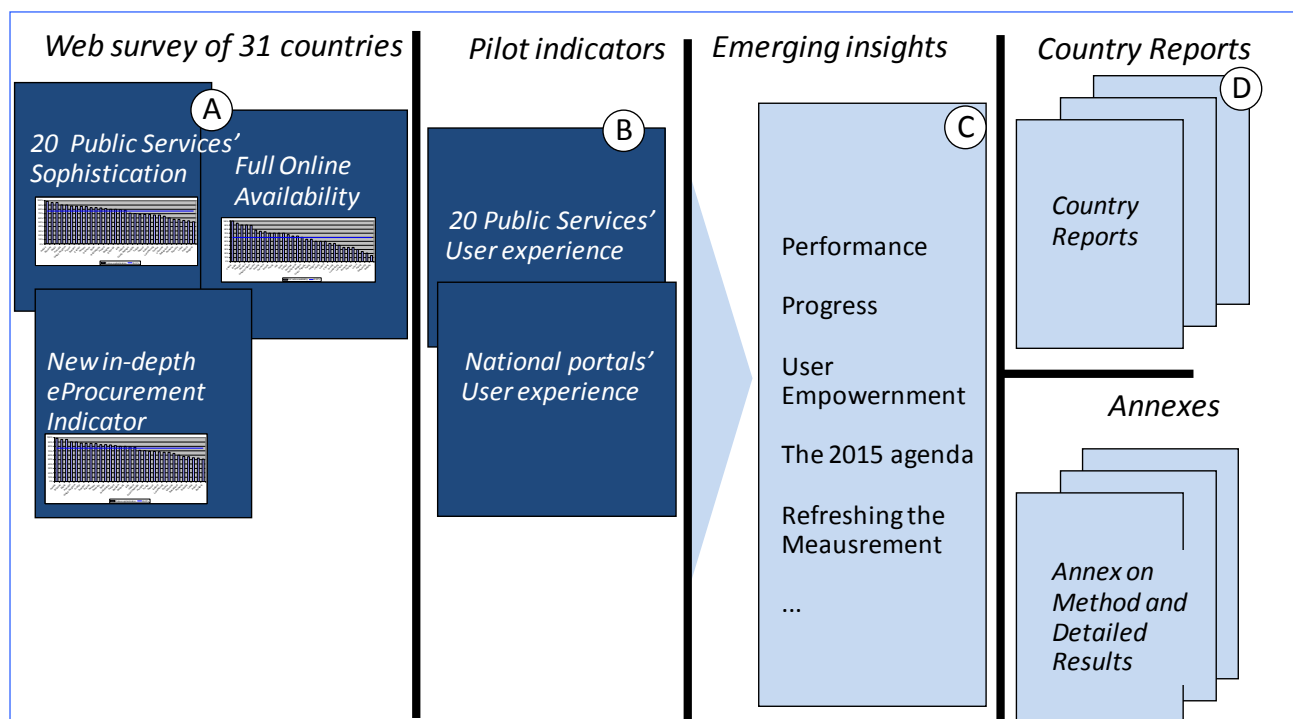 Web survey of 31 countries
A
20 Public Services’
Sophistication
Full Online
Availability
New in-depth
eProcurement
Indicator
Pilot indicators
B
20 Public Services’
User experience
National portals’
User experience
Emerging insights
C
Performance
Progress
User
Empowernment
The 2015 agenda
Refreshing the
Meausrement
...
Country Reports
D
Country
Reports
Annexes
Annex on
Method and
Detailed
Results